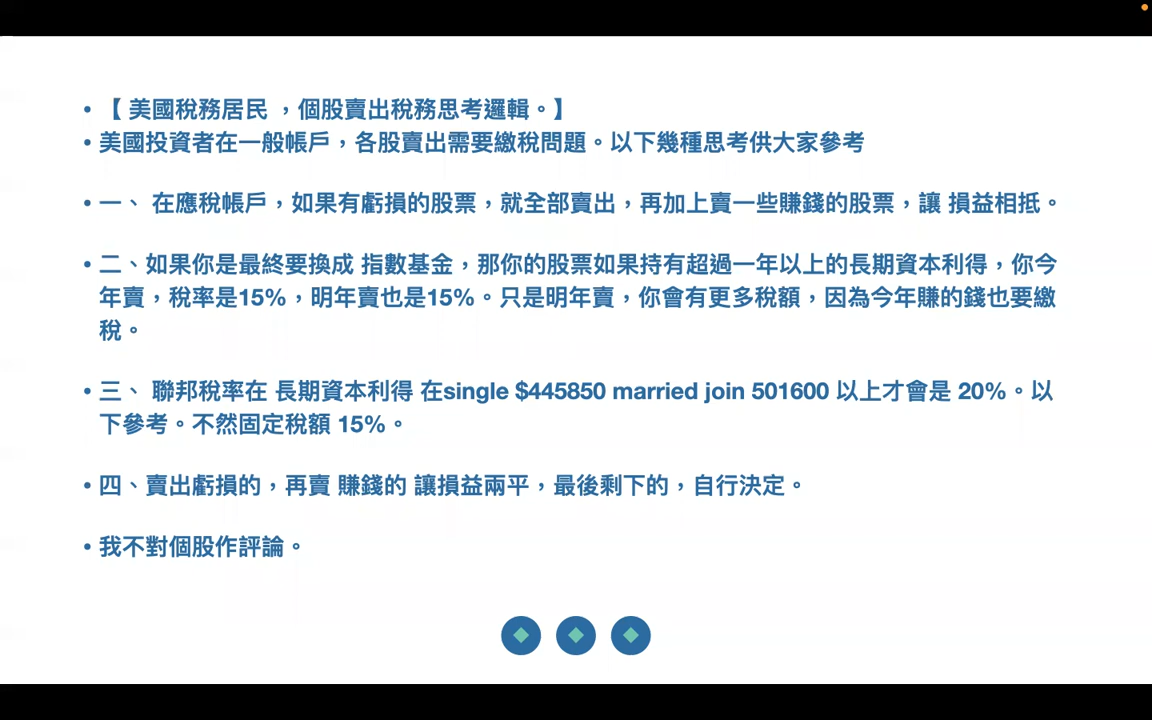 • 【 美國稅務居民 ，個股賣出稅務思考邏輯。】
• 美國投資者在一般帳戶，各股賣出需要繳稅問題。以下幾種思考供大家參考
• 一、 在應稅帳戶，如果有虧損的股票，就全部賣出，再加上賣一些賺錢的股票，讓 損益相抵。
• 二、如果你是最終要換成 指數基金，那你的股票如果持有超過一年以上的長期資本利得，你今
年賣，稅率是15%，明年賣也是15%。只是明年賣，你會有更多稅額，因為今年賺的錢也要繳
稅。
• 三、 聯邦稅率在 長期資本利得 在single $445850 married join 501600 以上才會是 20%。以
下參考。不然固定稅額 15%。
• 四、賣出虧損的，再賣 賺錢的 讓損益兩平，最後剩下的，自行決定。
• 我不對個股作評論。